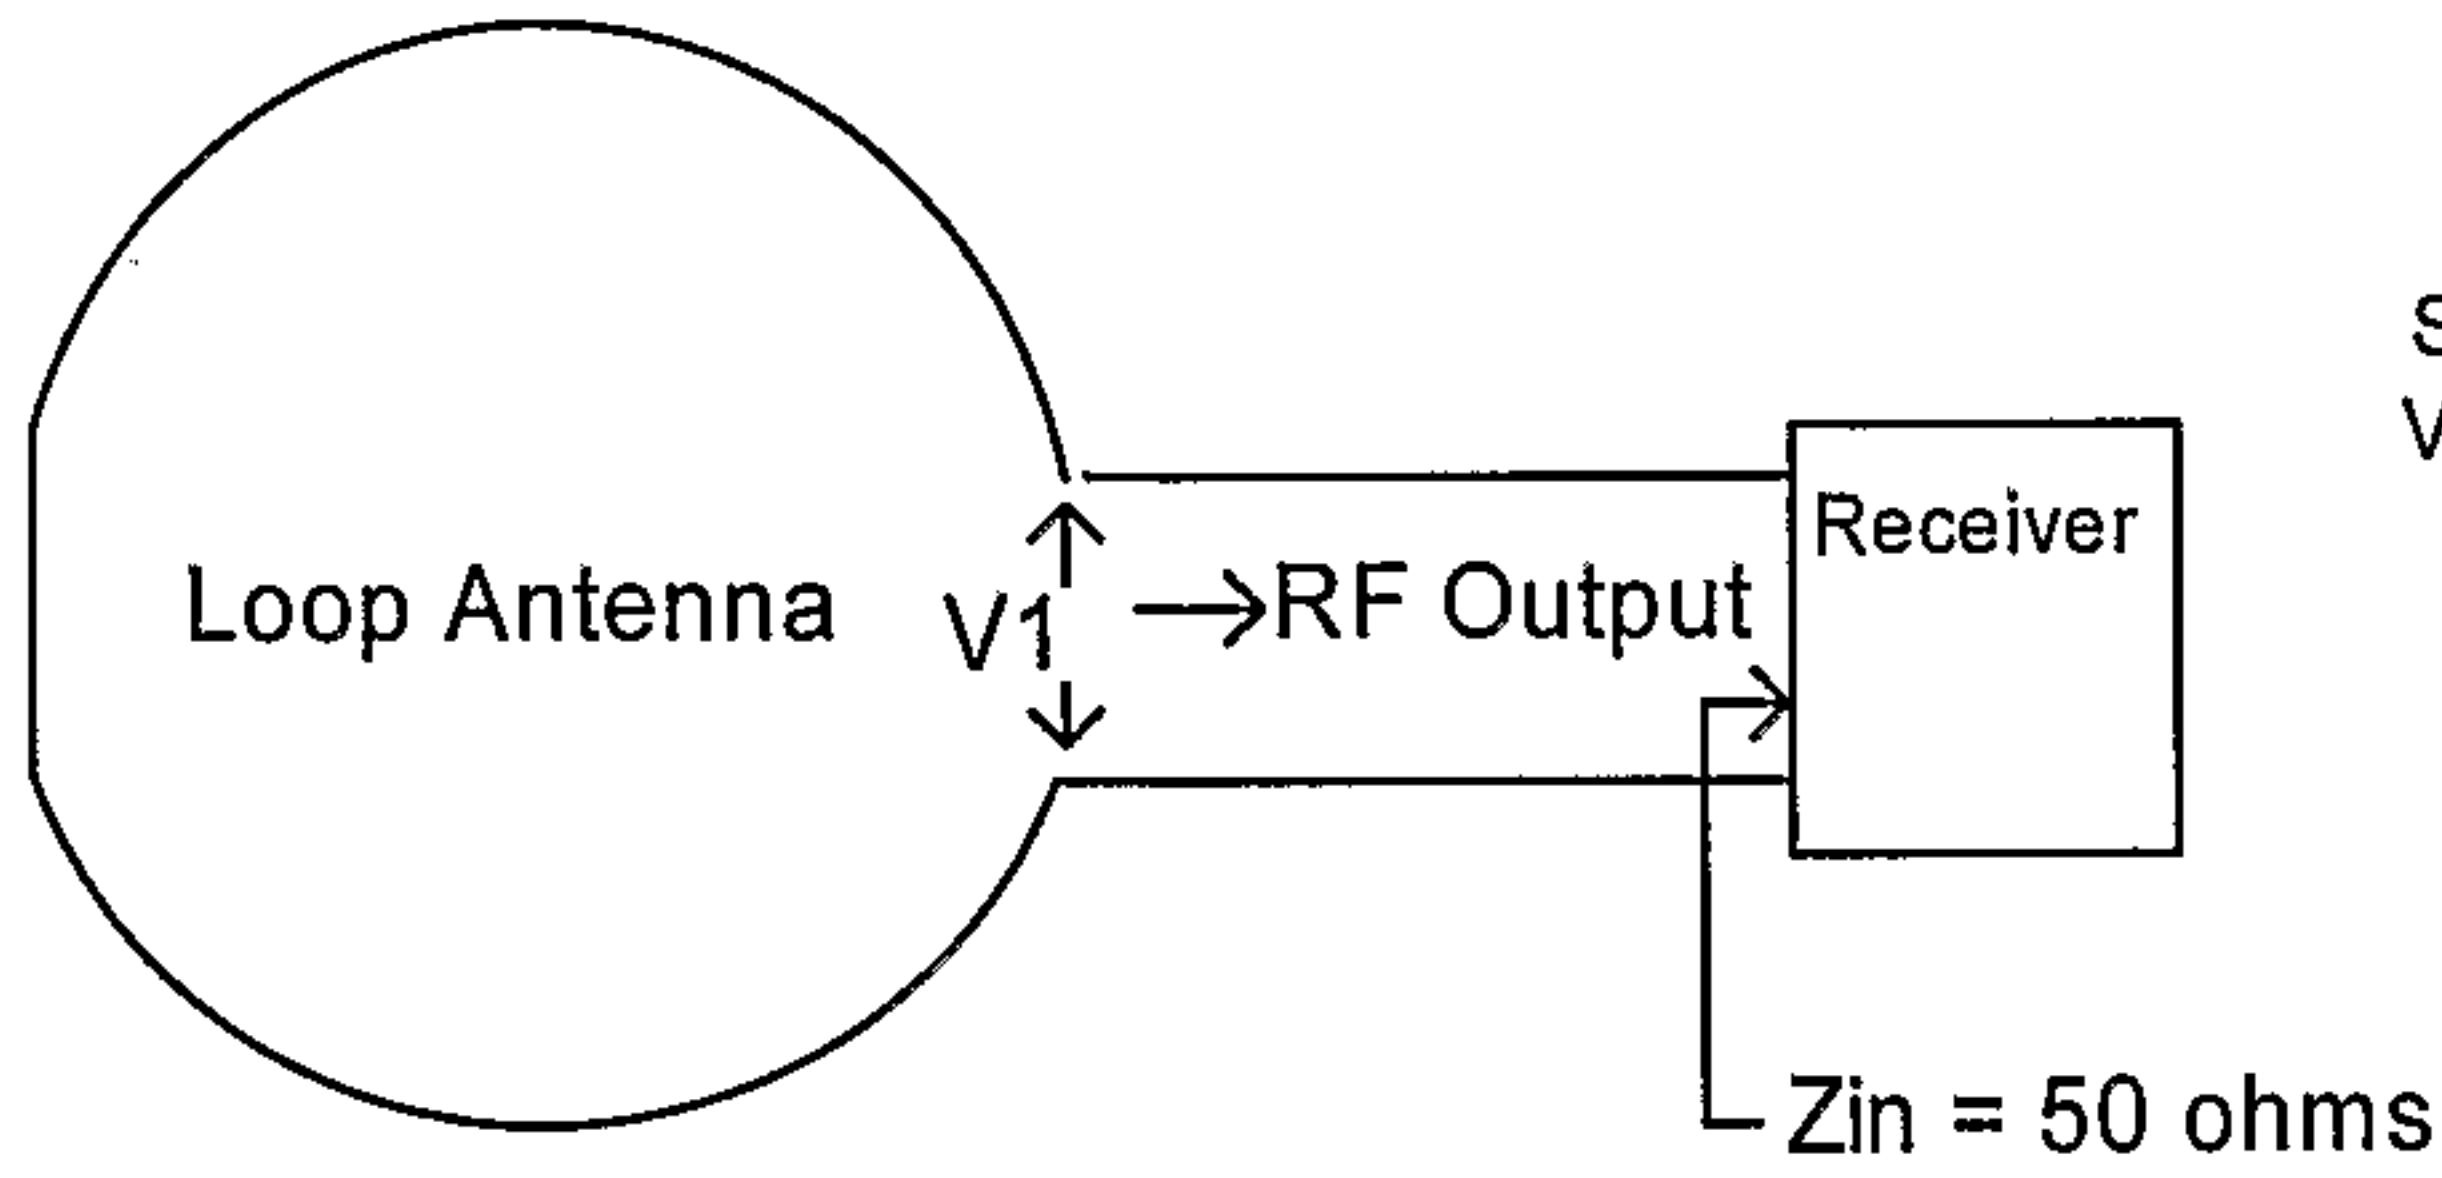 Receiver
Loop Antenna
V1
RF Output
Zin = 50 ohms